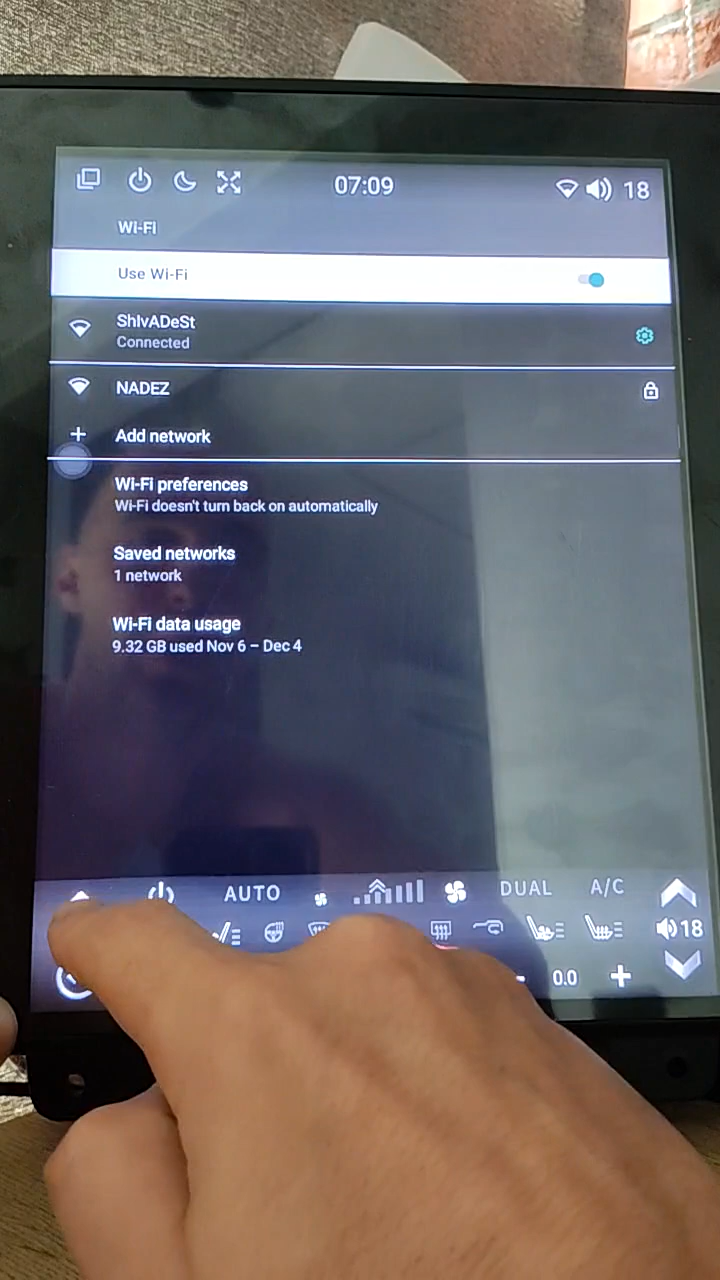 07:09
18
Wi-Fi
Use Wi-Fi
ShIvADeSt
Connected
NADEZ
Add network
Wi-Fi preferences
Wi-Fi doesn't turn back on automatically
Saved networks
1 network
Wi-Fi data usage
9.32 GB used Nov 6 – Dec 4
AUTO
DUAL
A/C
18
- 0.0 +